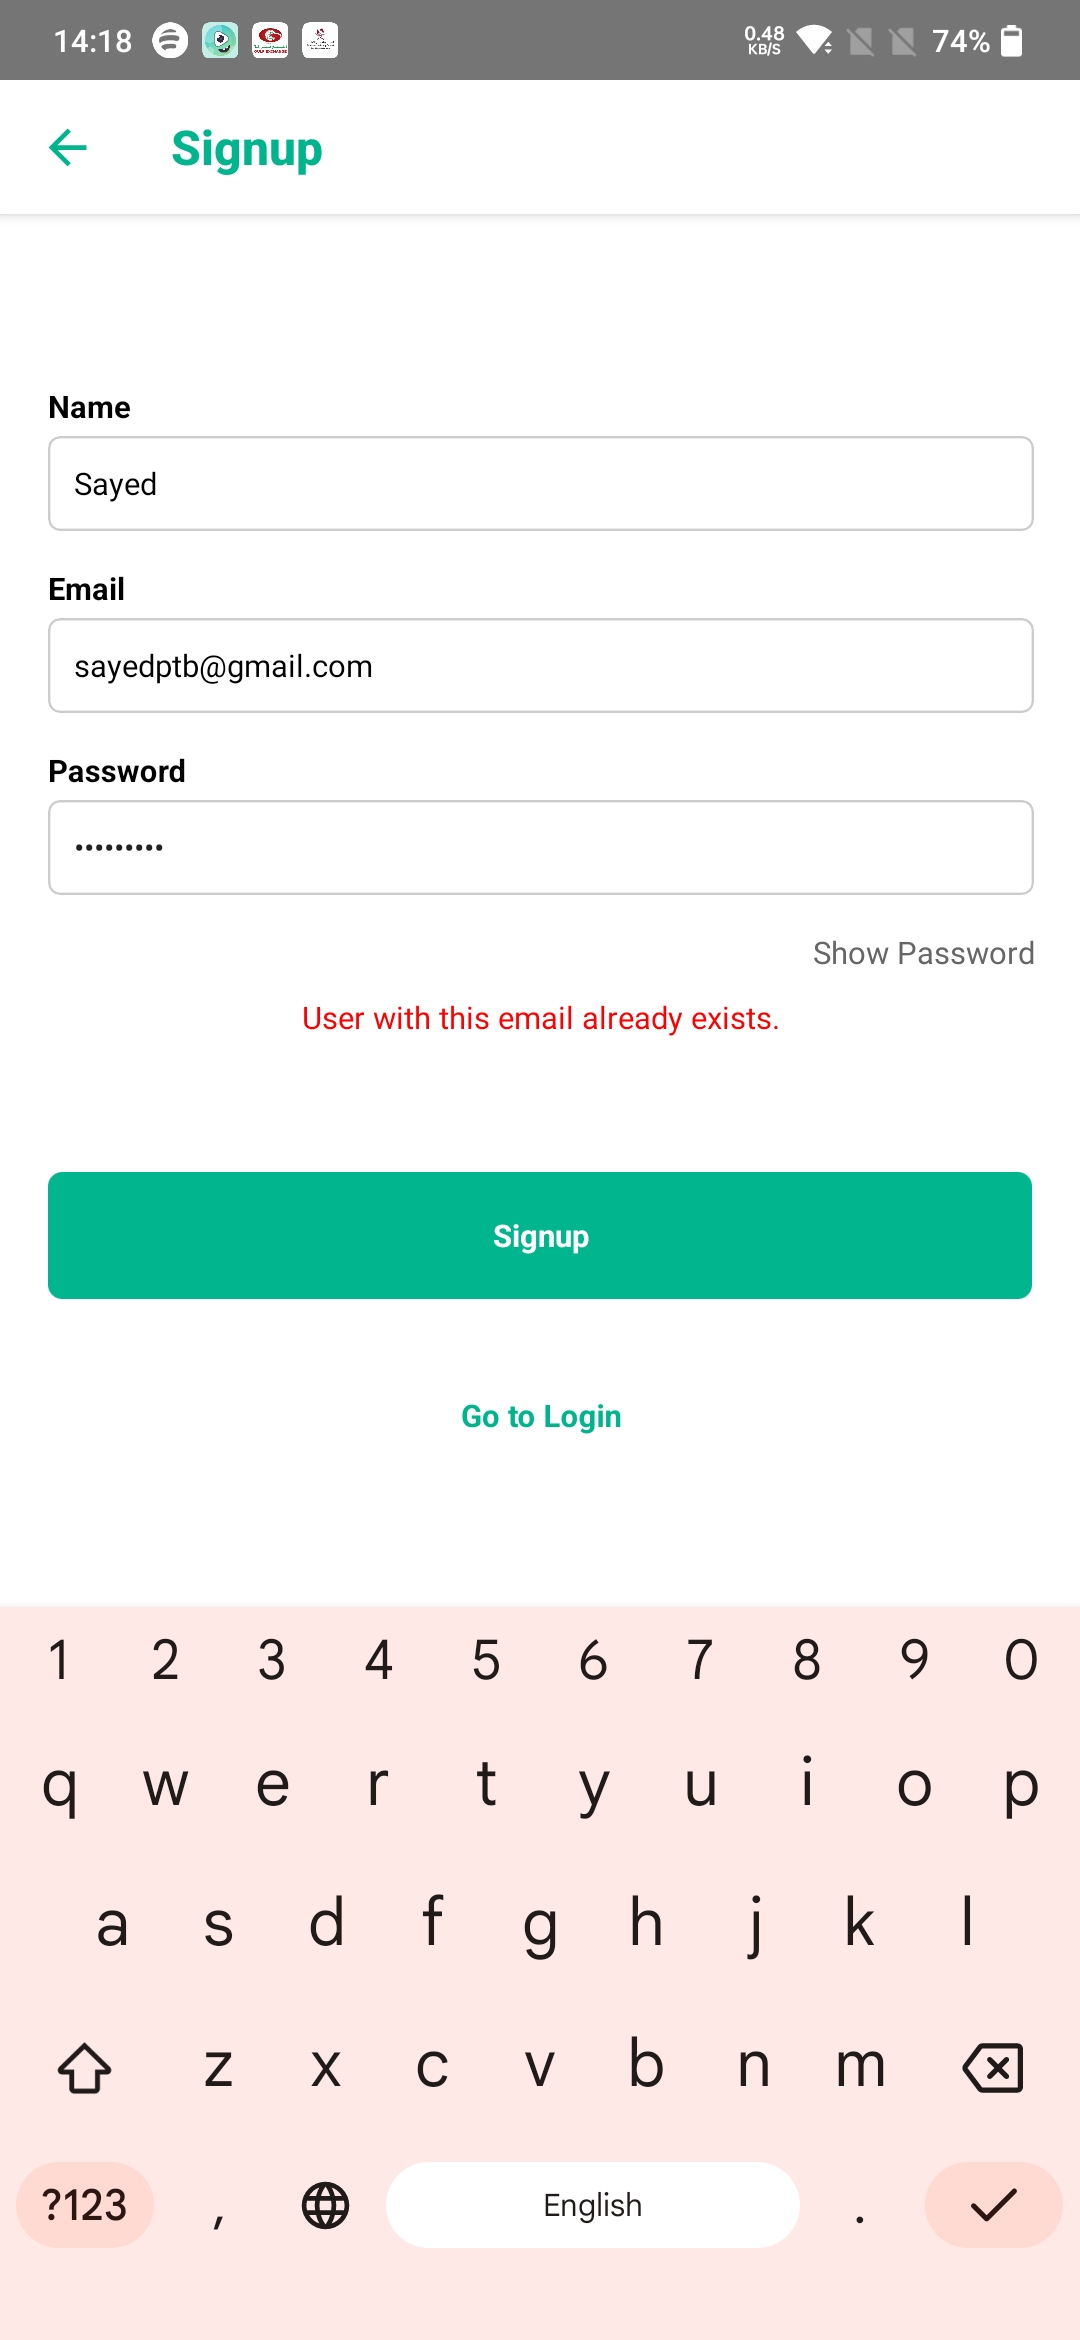 14:18 0.48 KB/S 74%
Signup
Name
Sayed
Email
sayedptb@gmail.com
Password
•••••••••
Show Password
User with this email already exists.
Signup
Go to Login
1 2 3 4 5 6 7 8 9 0
q w e r t y u i o p
a s d f g h j k l
z x c v b n m
?123 , English .